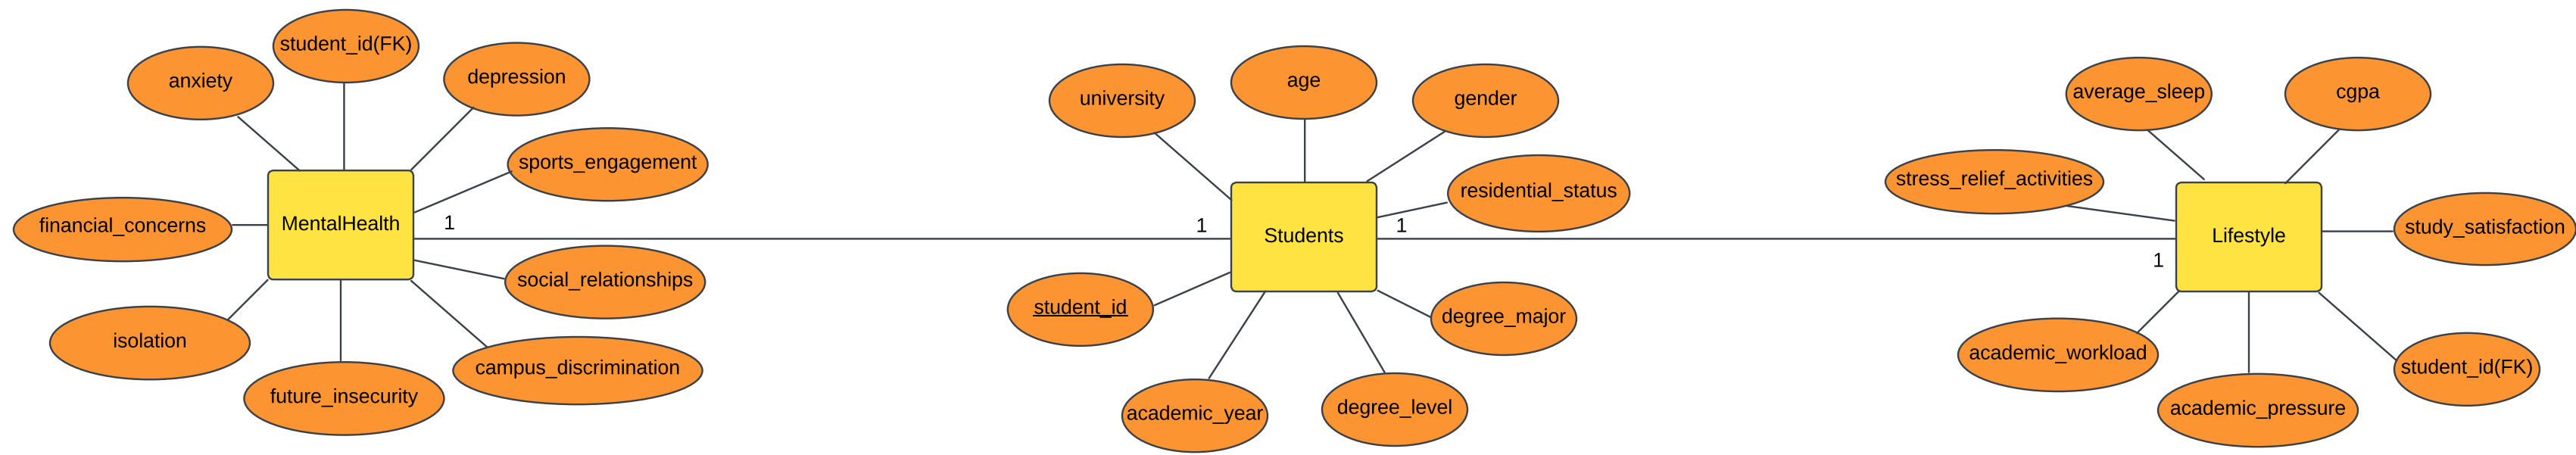 student_id(FK)
anxiety
depression
sports_engagement
MentalHealth
1
financial_concerns
social_relationships
isolation
campus_discrimination
future_insecurity
university
age
gender
residential_status
1
Students
1
student_id
degree_major
academic_year
degree_level
average_sleep
cgpa
stress_relief_activities
study_satisfaction
Lifestyle
1
academic_workload
student_id(FK)
academic_pressure